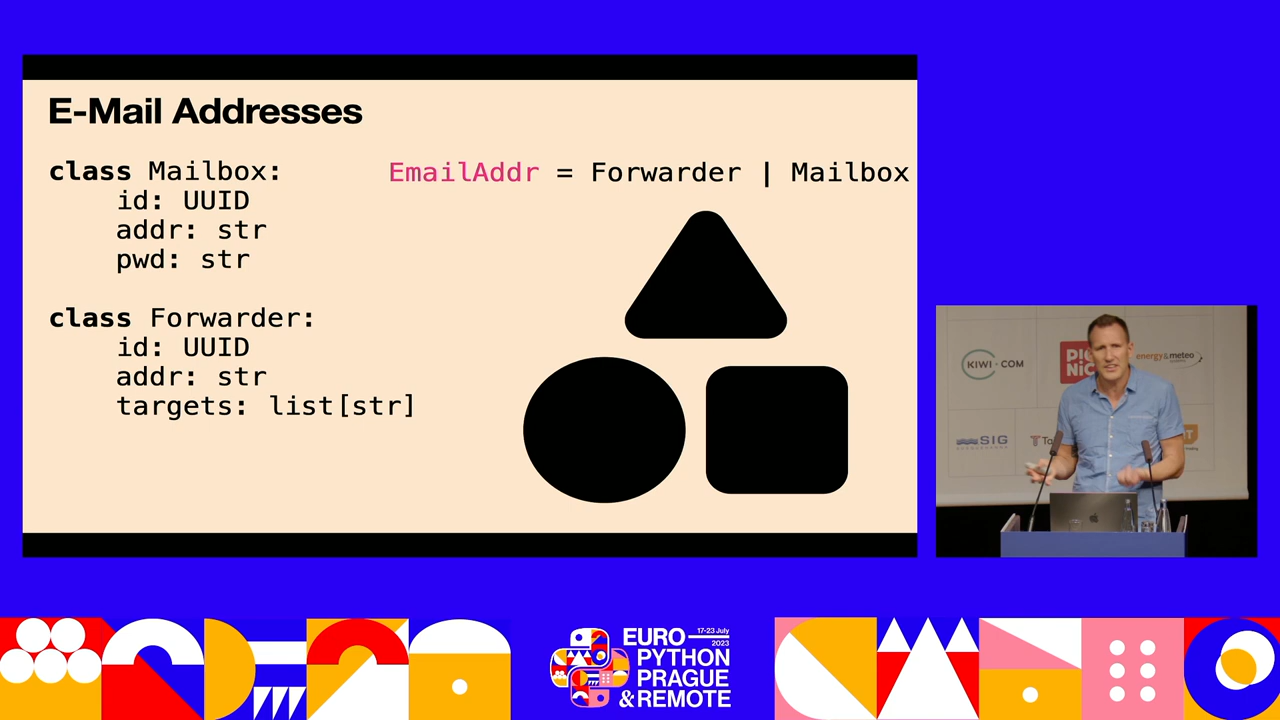 E-Mail Addresses
class Mailbox:
    id: UUID
    addr: str
    pwd: str
class Forwarder:
    id: UUID
    addr: str
    targets: list[str]
EmailAddr = Forwarder | Mailbox
KIWI.COM
energy & meteo
SIG
EURO
17-23 July
2023
PYTHON
PRAGUE
& REMOTE